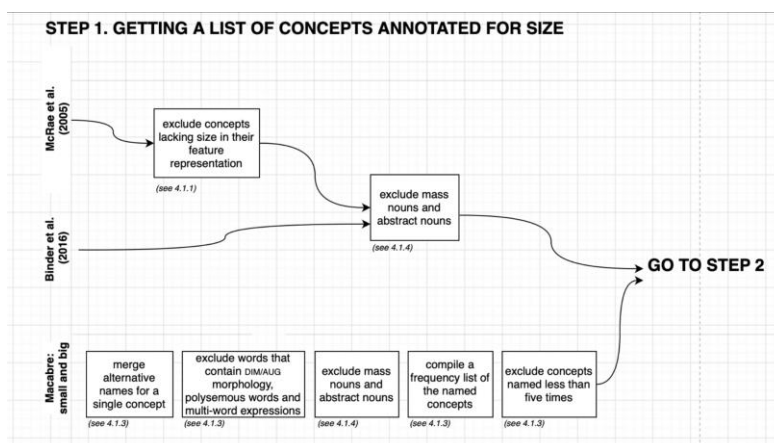 STEP 1. GETTING A LIST OF CONCEPTS ANNOTATED FOR SIZE
McRae et al.
(2005)
exclude concepts
lacking size in their
feature
representation
(see 4.1.1)
exclude mass
nouns and
abstract nouns
(see 4.1.4)
Binder et al.
(2016)
GO TO STEP 2
Macabre:
small and big
merge
alternative
names for a
single concept
(see 4.1.3)
exclude words that
contain DIM/AUG
morphology,
polysemous words and
multi-word expressions
(see 4.1.3)
exclude mass
nouns and
abstract nouns
(see 4.1.4)
compile a
frequency list of
the named
concepts
(see 4.1.3)
exclude concepts
named less than
five times
(see 4.1.3)